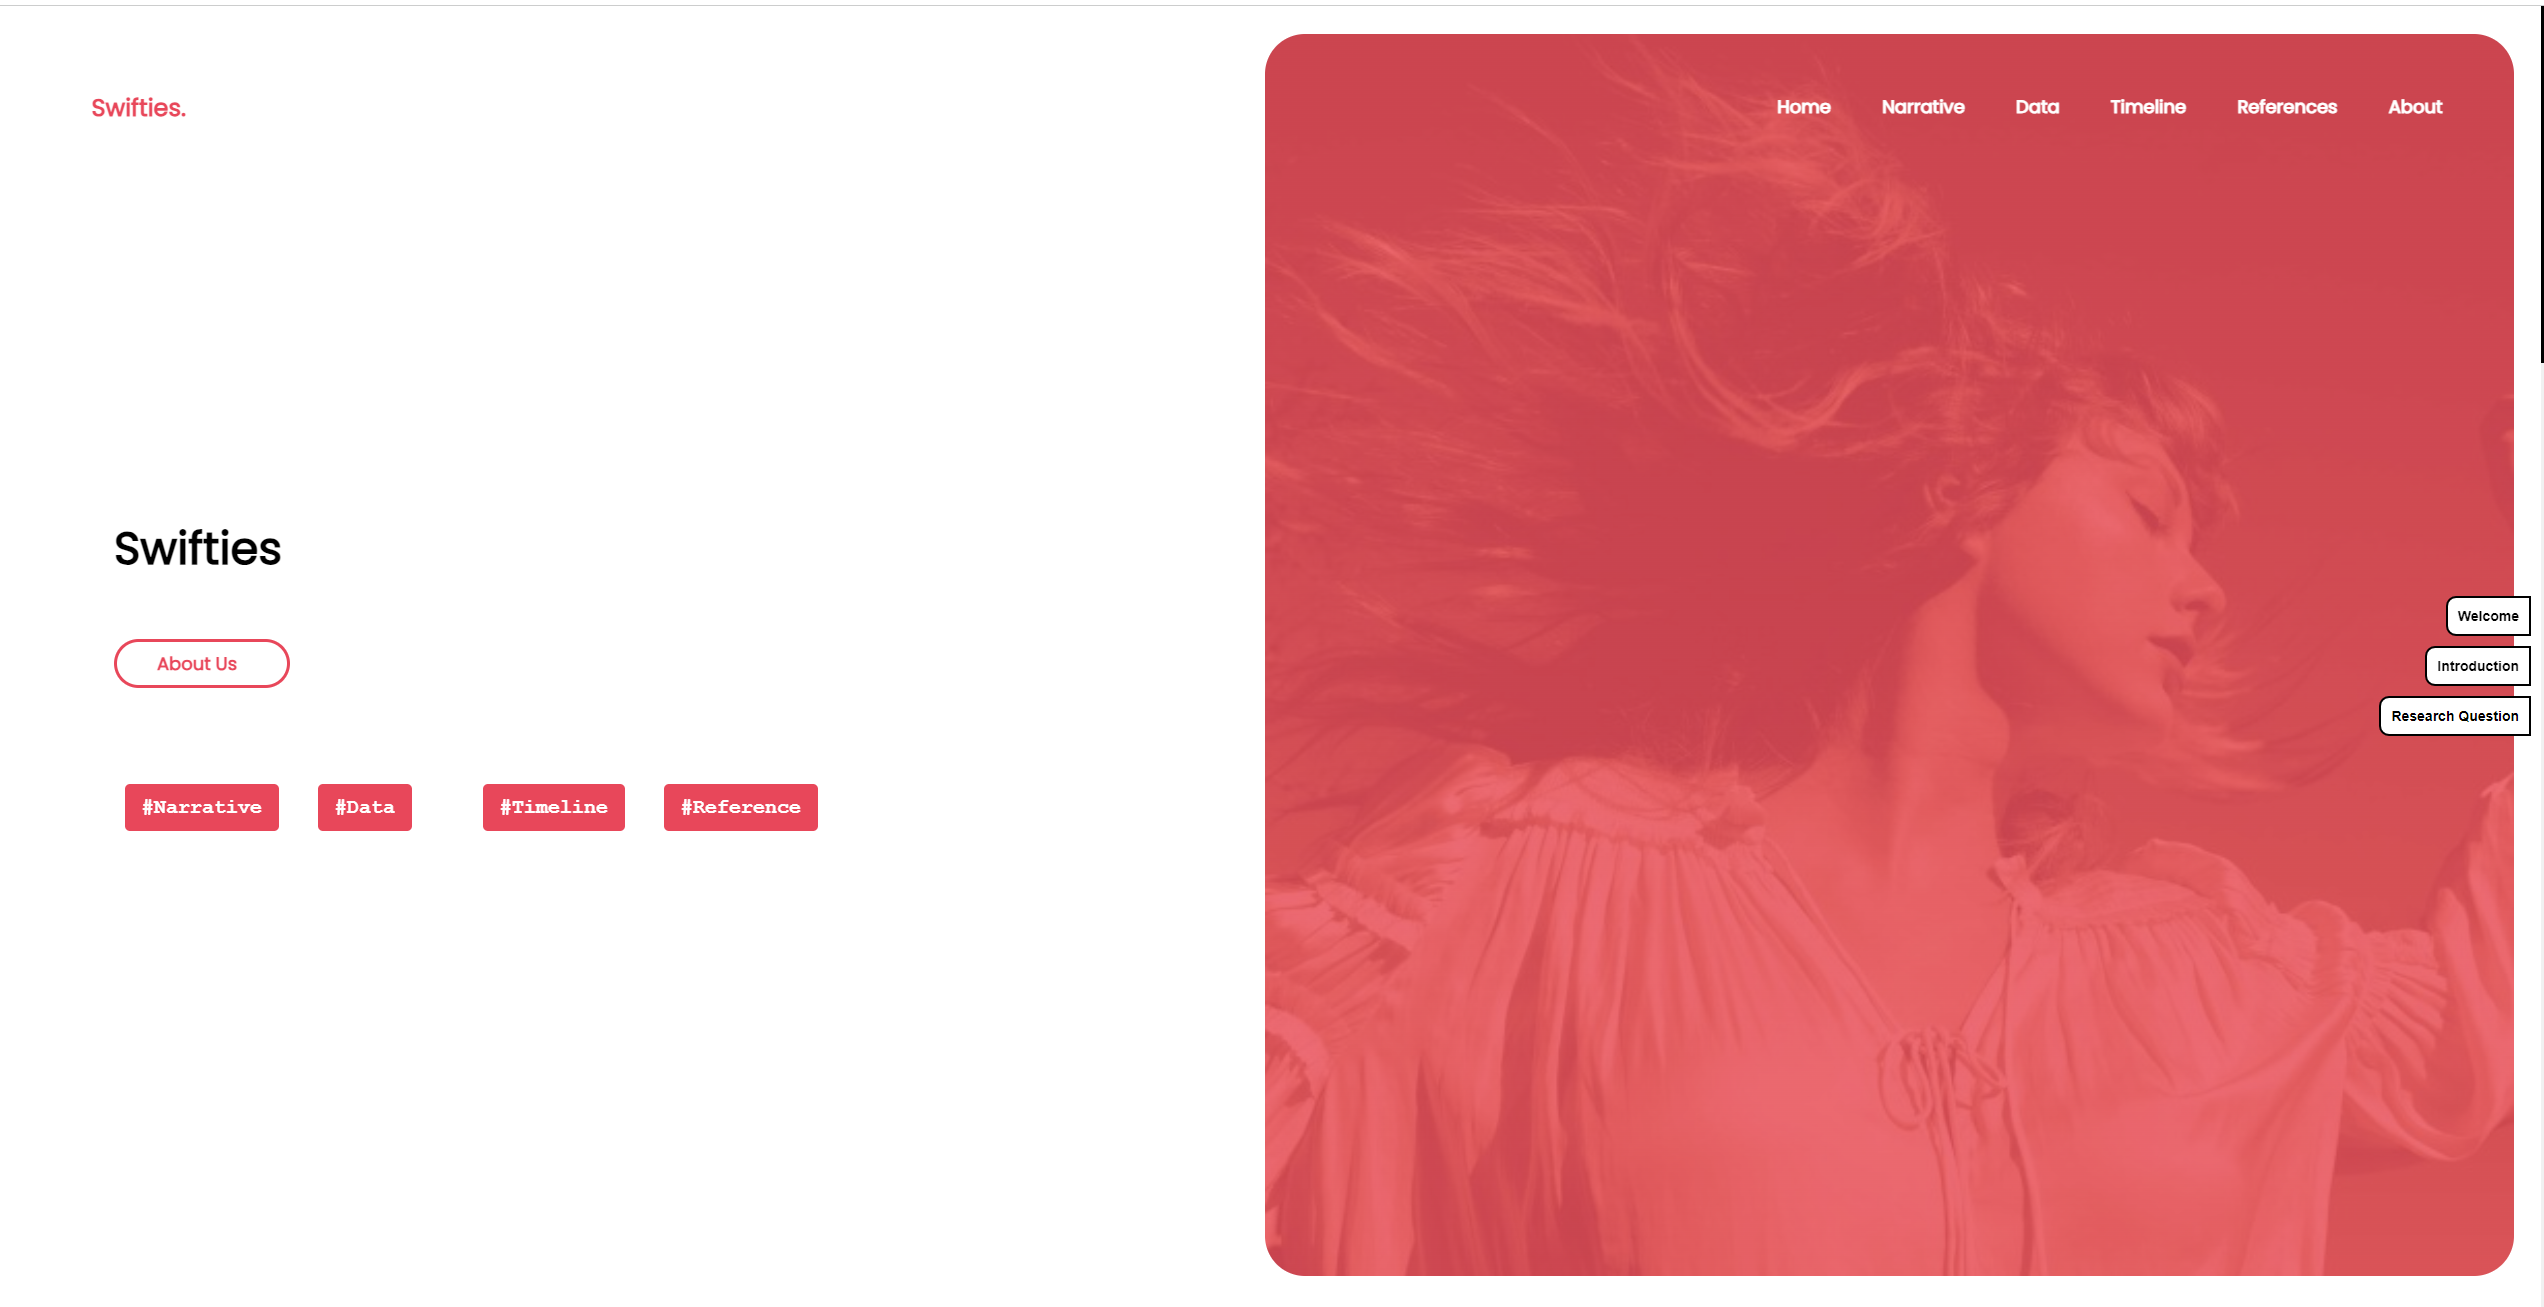 Swifties.
Home Narrative Data Timeline References About
Swifties
About Us
Welcome
Introduction
Research Question
#Narrative #Data #Timeline #Reference